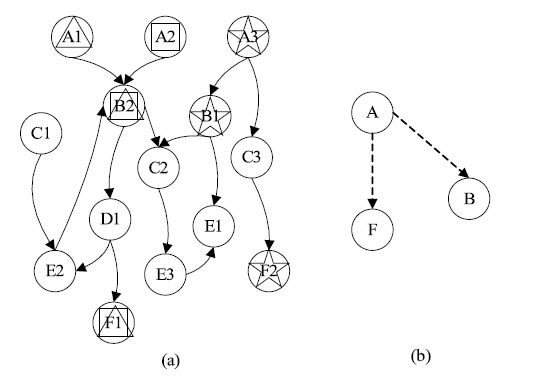 A1 A2 A3
B2 B1
C1 C2 C3
D1 E1
E2 E3 F2
F1
(a)
A
B
F
(b)